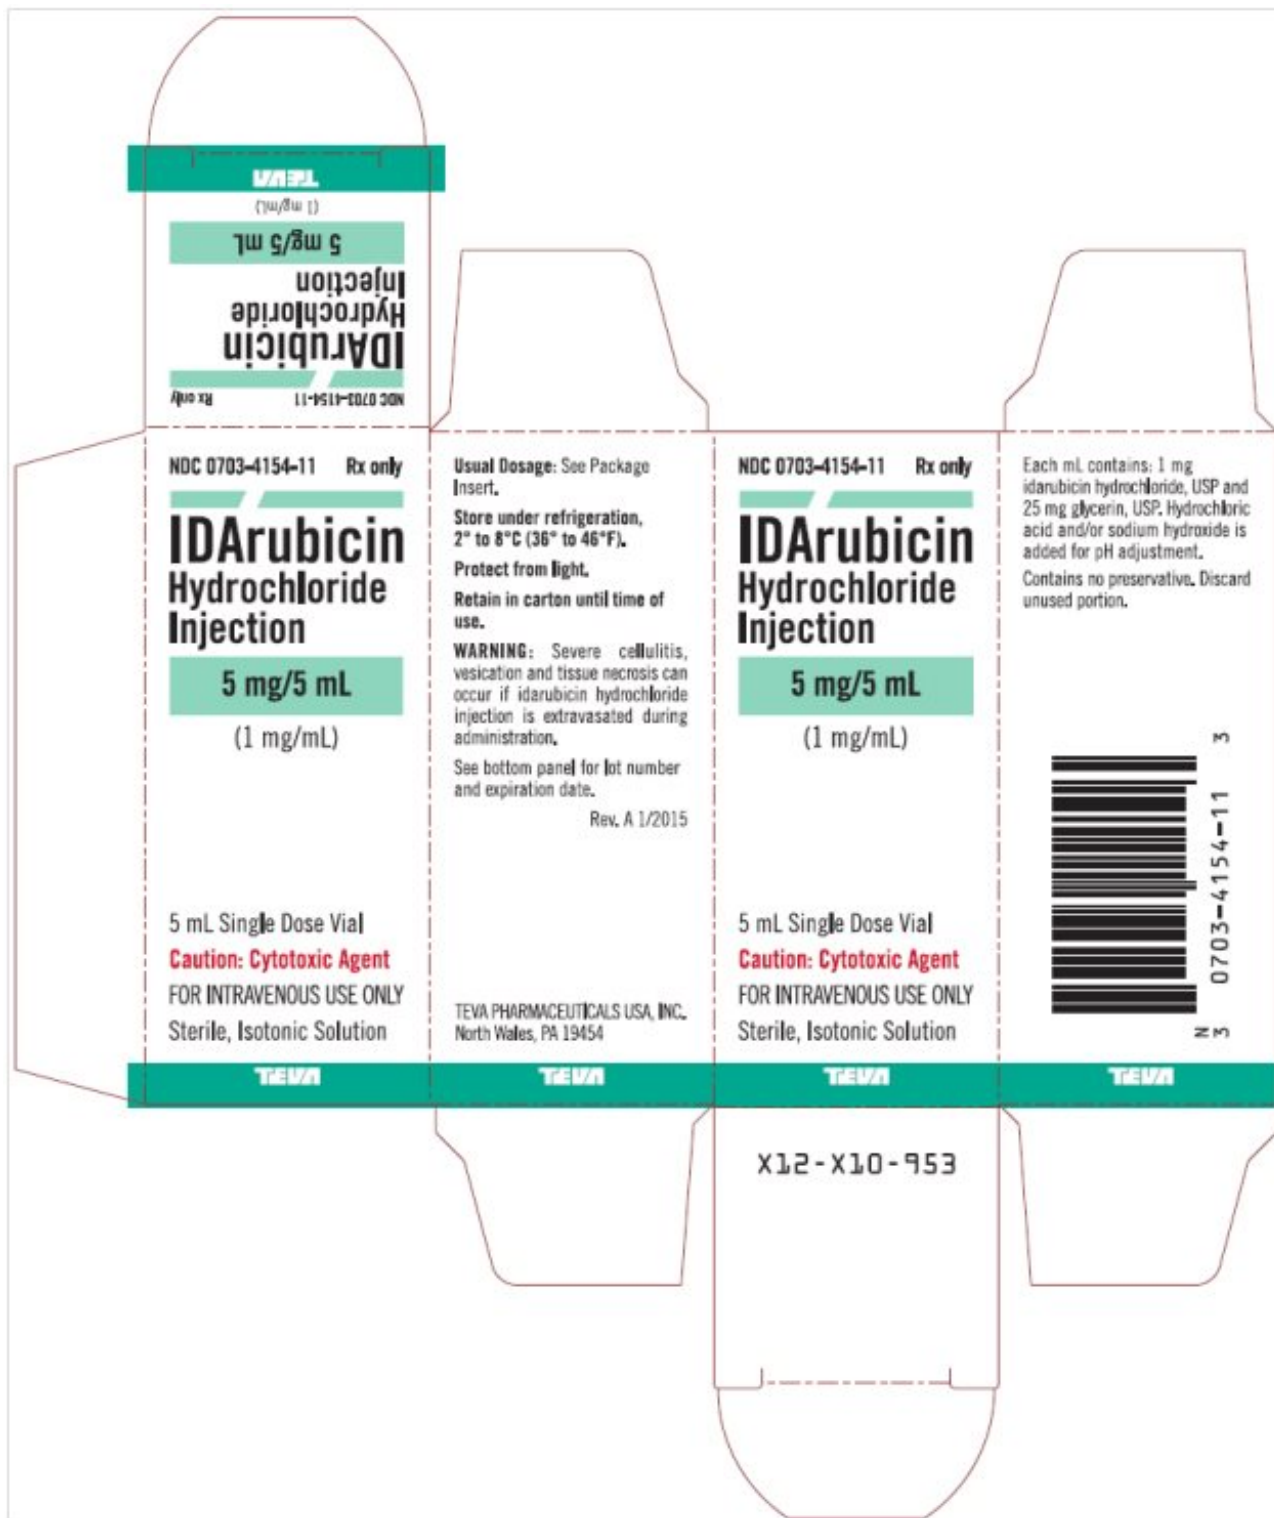 TEVA
(1 mg/mL)
5 mg/5 mL
Injection
Hydrochloride
IDArubicin
NDC 0703-4154-11 Rx only
NDC 0703-4154-11 Rx only
IDArubicin
Hydrochloride
Injection
5 mg/5 mL
(1 mg/mL)
5 mL Single Dose Vial
Caution: Cytotoxic Agent
FOR INTRAVENOUS USE ONLY
Sterile, Isotonic Solution
TEVA
Usual Dosage: See Package
Insert.
Store under refrigeration,
2° to 8°C (36° to 46°F).
Protect from light.
Retain in carton until time of
use.
WARNING: Severe cellulitis,
vesication and tissue necrosis can
occur if idarubicin hydrochloride
injection is extravasated during
administration.
See bottom panel for lot number
and expiration date.
Rev. A 1/2015
TEVA PHARMACEUTICALS USA, INC.
North Wales, PA 19454
TEVA
NDC 0703-4154-11 Rx only
IDArubicin
Hydrochloride
Injection
5 mg/5 mL
(1 mg/mL)
5 mL Single Dose Vial
Caution: Cytotoxic Agent
FOR INTRAVENOUS USE ONLY
Sterile, Isotonic Solution
TEVA
X12-X10-953
Each mL contains: 1 mg
idarubicin hydrochloride, USP and
25 mg glycerin, USP. Hydrochloric
acid and/or sodium hydroxide is
added for pH adjustment.
Contains no preservative. Discard
unused portion.
N
3 0703-4154-11 3
TEVA